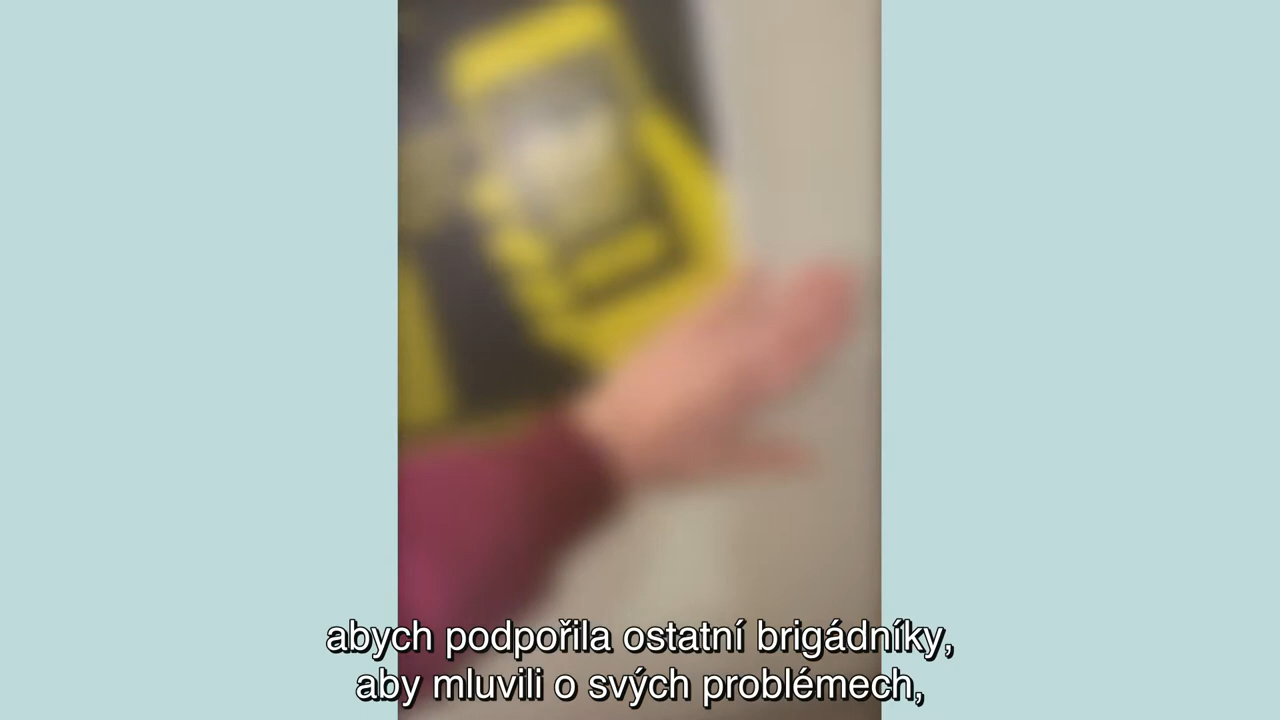 abych podpořila ostatní brigádníky,
aby mluvili o svých problémech,